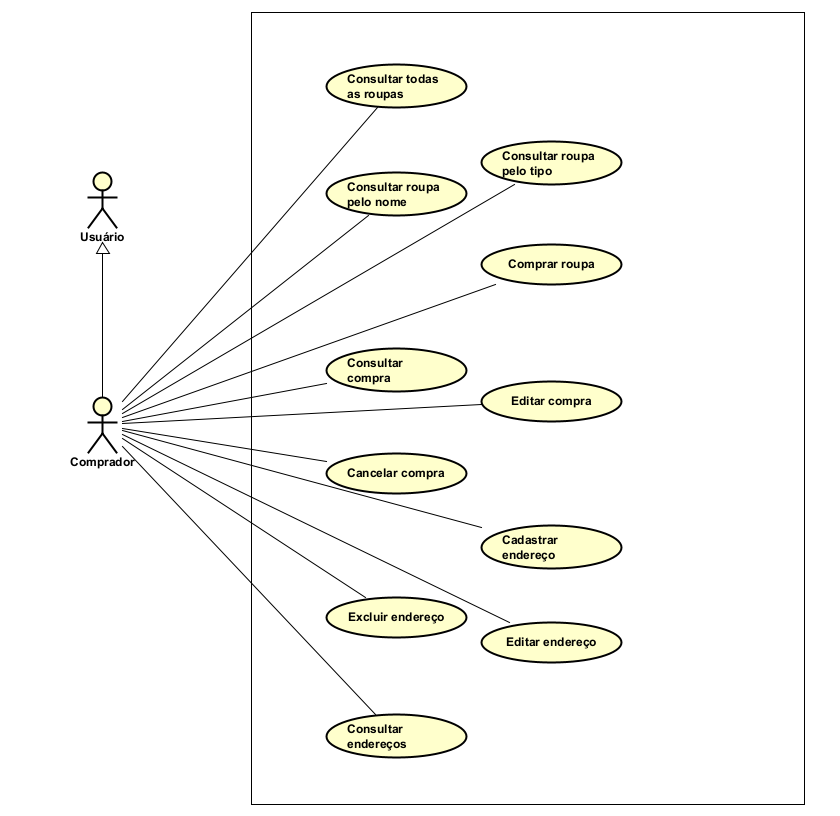 Consultar todas
as roupas
Consultar roupa
pelo tipo
Consultar roupa
pelo nome
Usuário
Comprar roupa
Consultar
compra
Editar compra
Comprador
Cancelar compra
Cadastrar
endereço
Excluir endereço
Editar endereço
Consultar
endereços